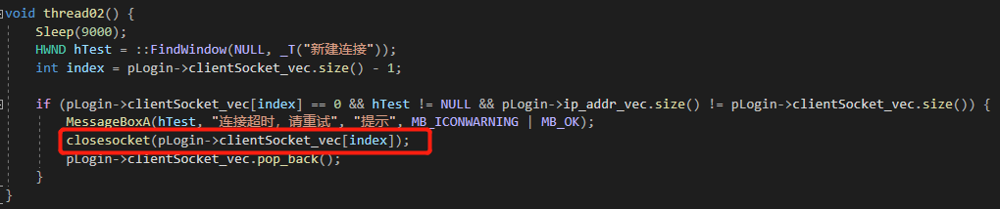 void thread02() {
Sleep(9000);
HWND hTest = ::FindWindow(NULL, _T("新建连接"));
int index = pLogin->clientSocket_vec.size() - 1;
if (pLogin->clientSocket_vec[index] == 0 && hTest != NULL && pLogin->ip_addr_vec.size() != pLogin->clientSocket_vec.size()) {
MessageBoxA(hTest, "连接超时，请重试", "提示", MB_ICONWARNING | MB_OK);
closesocket(pLogin->clientSocket_vec[index]);
pLogin->clientSocket_vec.pop_back();
}
}